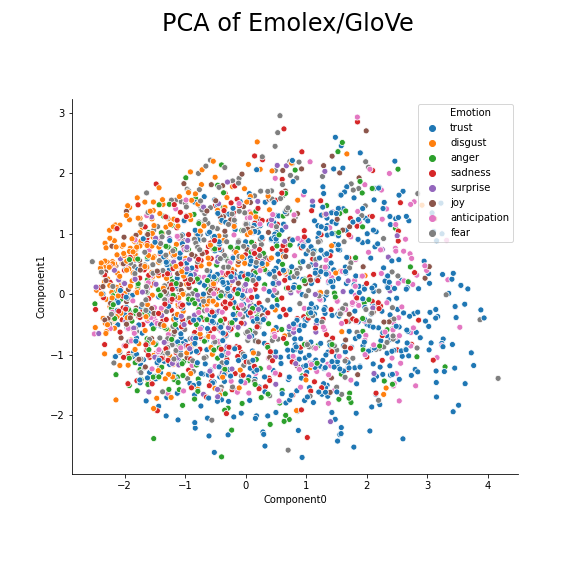 PCA of Emolex/GloVe
3
2
1
0
−1
−2
Component1
−2
−1
0
1
2
3
4
Component0
Emotion
trust
disgust
anger
sadness
surprise
joy
anticipation
fear